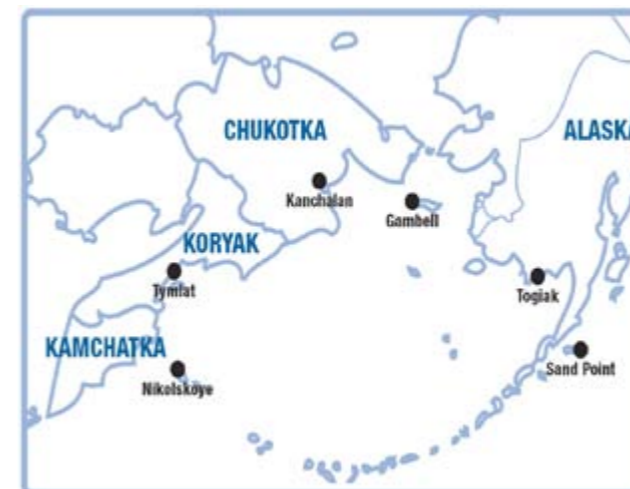 CHUKOTKA
ALASKA
Kanchalan
Gambell
KORYAK
Tymlat
Togiak
KAMCHATKA
Nikolskoye
Sand Point